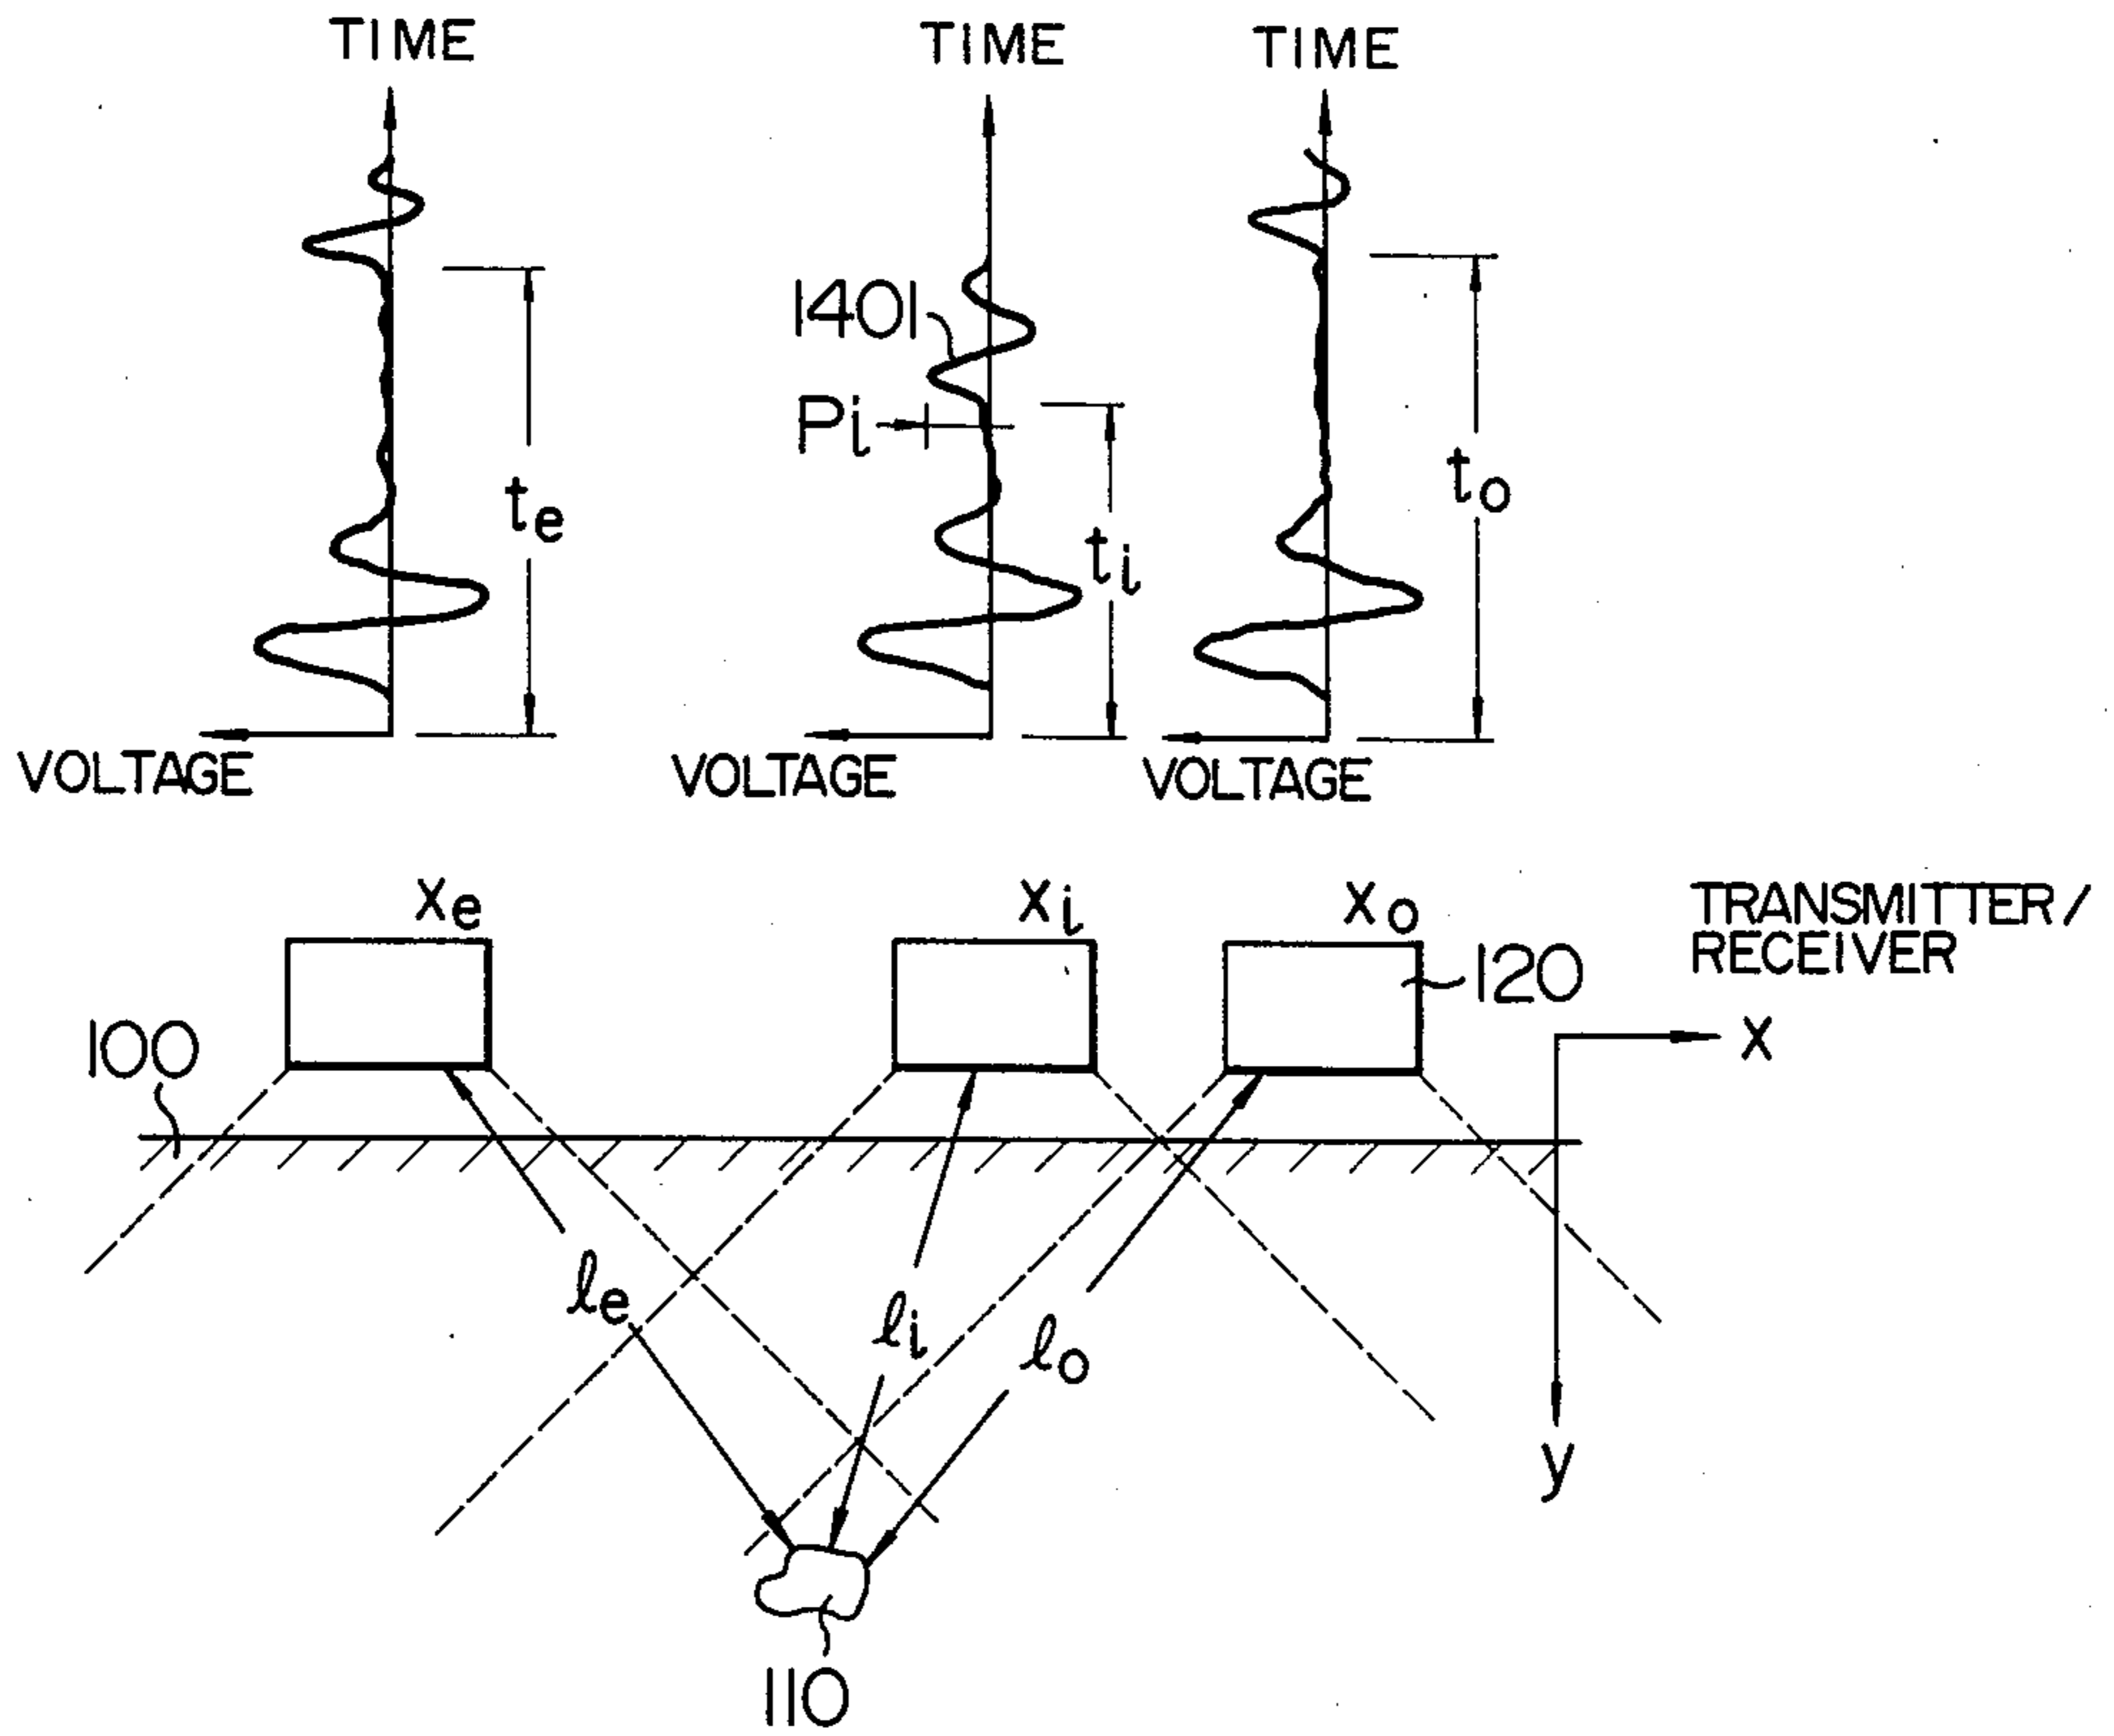 TIME
TIME
TIME
1401
Pi
te
ti
to
VOLTAGE
VOLTAGE
VOLTAGE
xe
xi
xo
TRANSMITTER/
RECEIVER
120
100
x
ℓe
ℓi
ℓo
y
110